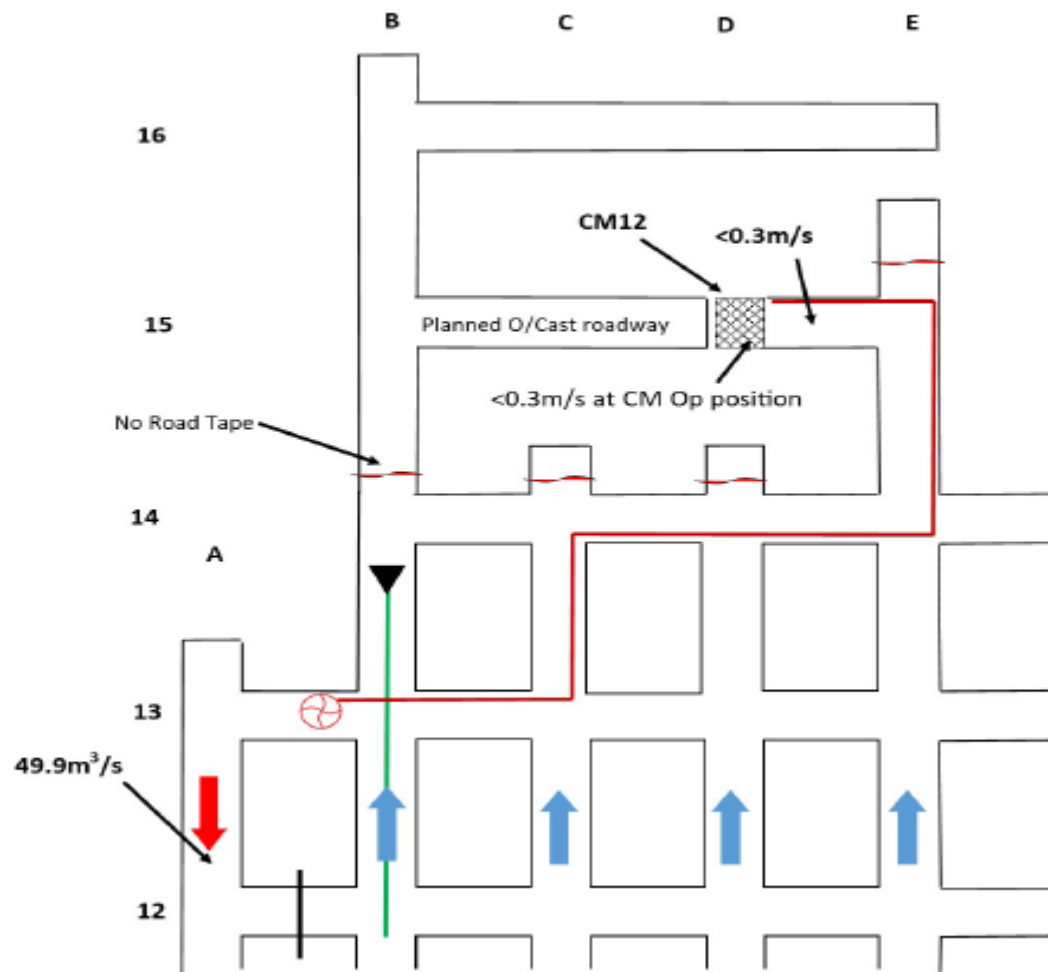 B C D E
16
CM12
<0.3m/s
15
Planned O/Cast roadway
<0.3m/s at CM Op position
No Road Tape
14
A
13
49.9m³/s
12